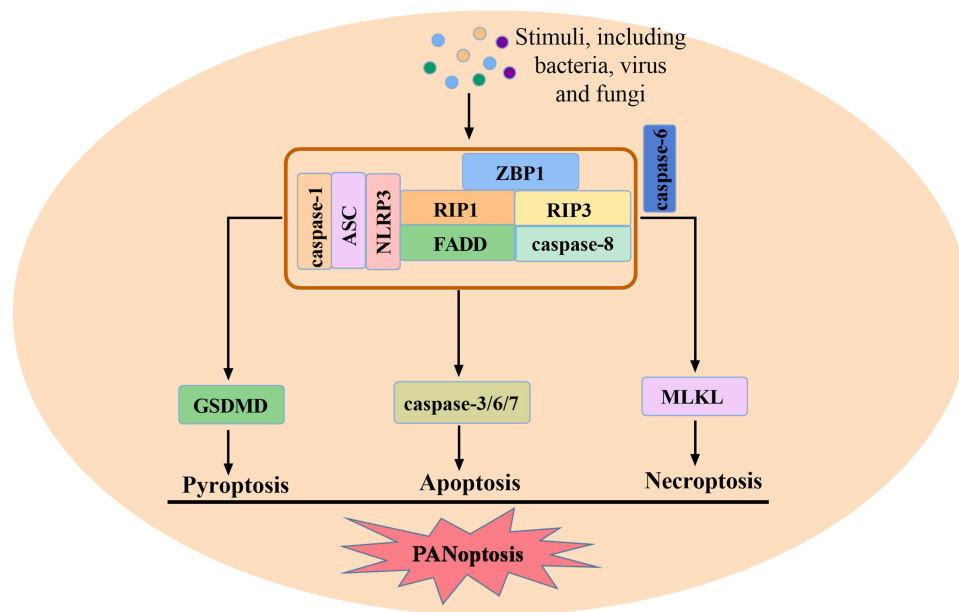 Stimuli, including
bacteria, virus
and fungi
caspase-6
ZBP1
caspase-1
ASC
NLRP3
RIP1
RIP3
FADD
caspase-8
GSDMD
caspase-3/6/7
MLKL
Pyroptosis
Apoptosis
Necroptosis
PANoptosis